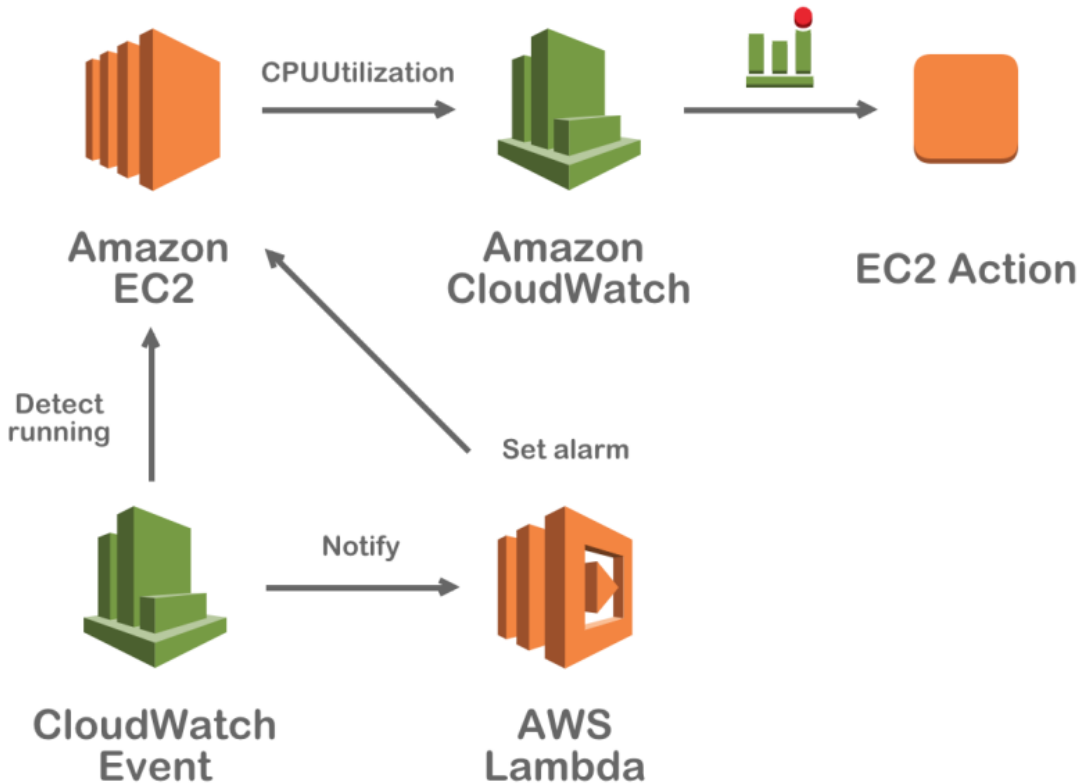 CPUUtilization
Amazon
EC2
Amazon
CloudWatch
EC2 Action
Detect
running
Set alarm
Notify
CloudWatch
Event
AWS
Lambda